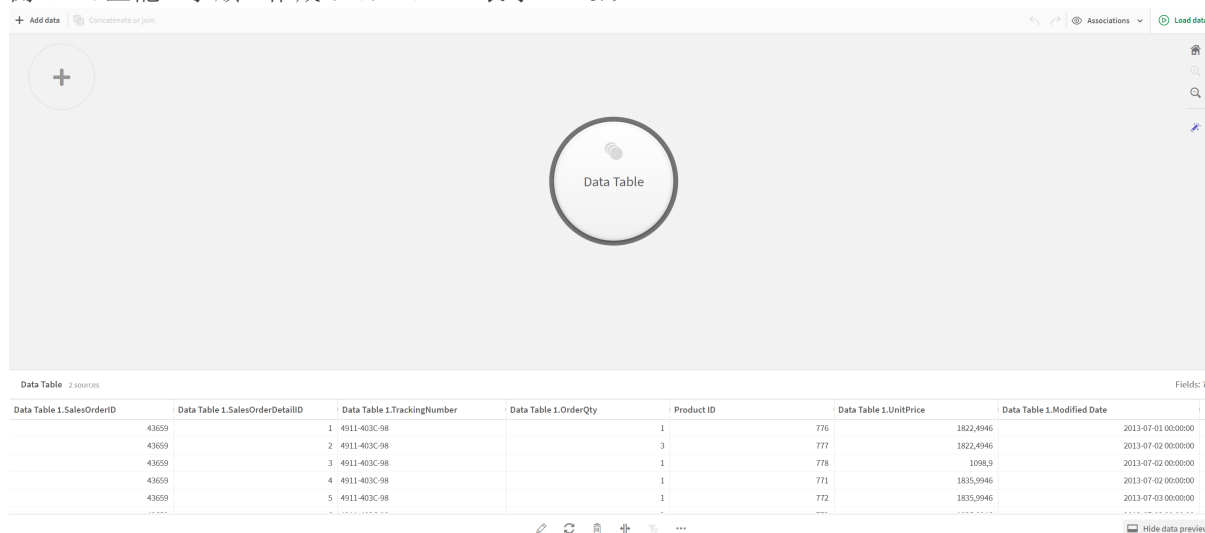 + Add data Concatenate or join Associations Load data
Data Table
Data Table 2 sources Fields: 7
Data Table 1.SalesOrderID Data Table 1.SalesOrderDetailID Data Table 1.TrackingNumber Data Table 1.OrderQty Product ID Data Table 1.UnitPrice Data Table 1.Modified Date
43659 1 4911-403C-98 1 776 1822,4946 2013-07-01 00:00:00
43659 2 4911-403C-98 3 777 1822,4946 2013-07-02 00:00:00
43659 3 4911-403C-98 1 778 1098,9 2013-07-02 00:00:00
43659 4 4911-403C-98 1 771 1835,9946 2013-07-02 00:00:00
43659 5 4911-403C-98 1 772 1835,9946 2013-07-03 00:00:00
Hide data preview